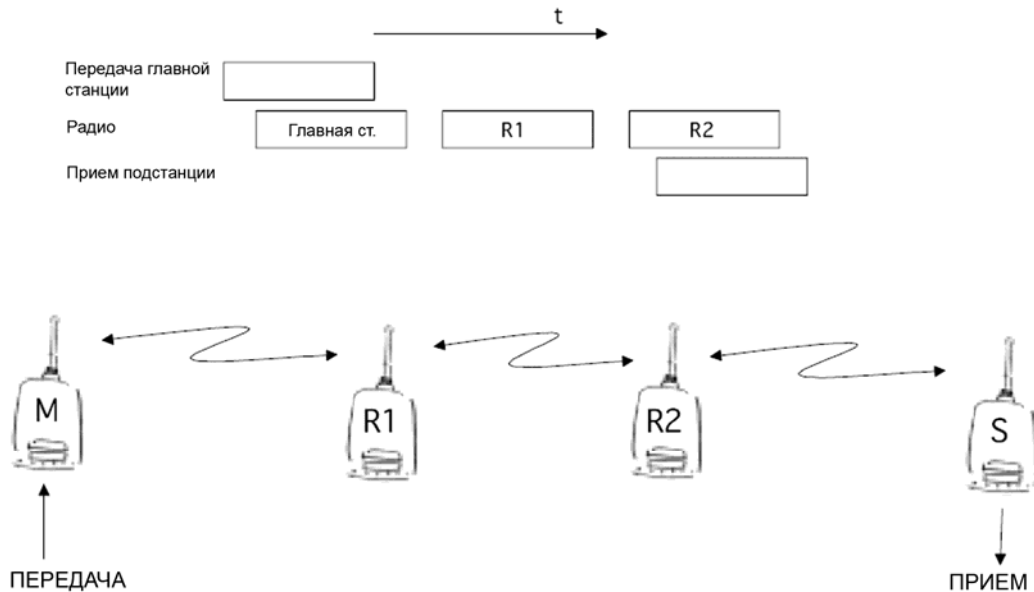 t
Передача главной
станции
Радио
Главная ст.
R1
R2
Прием подстанции
M
R1
R2
S
ПЕРЕДАЧА
ПРИЕМ